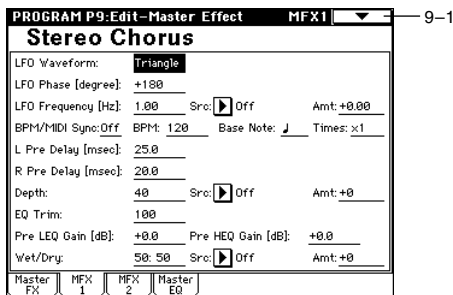 PROGRAM P9:Edit-Master Effect MFX1
9–1
Stereo Chorus
LFO Waveform: Triangle
LFO Phase [degree]: +180
LFO Frequency [Hz]: 1.00 Src: Off Amt: +0.00
BPM/MIDI Sync: Off BPM: 120 Base Note: ♩ Times: x1
L Pre Delay [msec]: 25.0
R Pre Delay [msec]: 20.0
Depth: 40 Src: Off Amt: +0
EQ Trim: 100
Pre LEQ Gain [dB]: +0.0 Pre HEQ Gain [dB]: +0.0
Wet/Dry: 50: 50 Src: Off Amt: +0
Master FX MFX 1 MFX 2 Master EQ